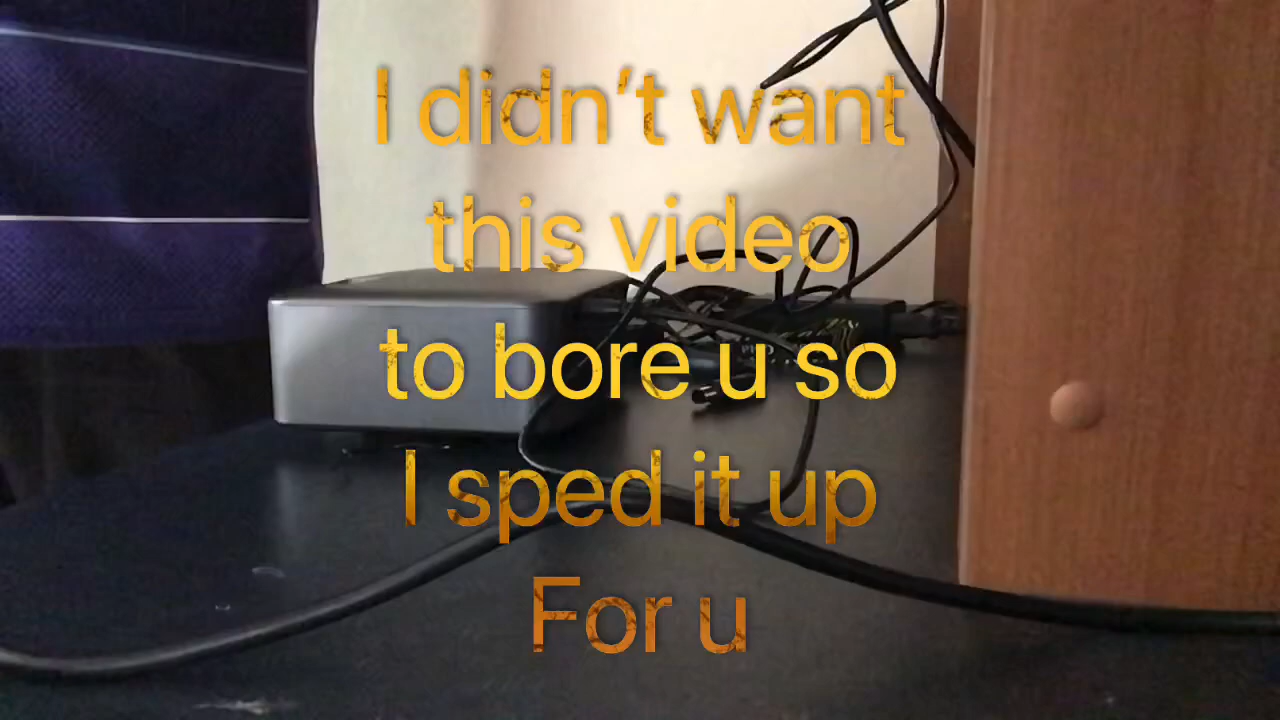 I didn’t want
this video
to bore u so
I sped it up
For u